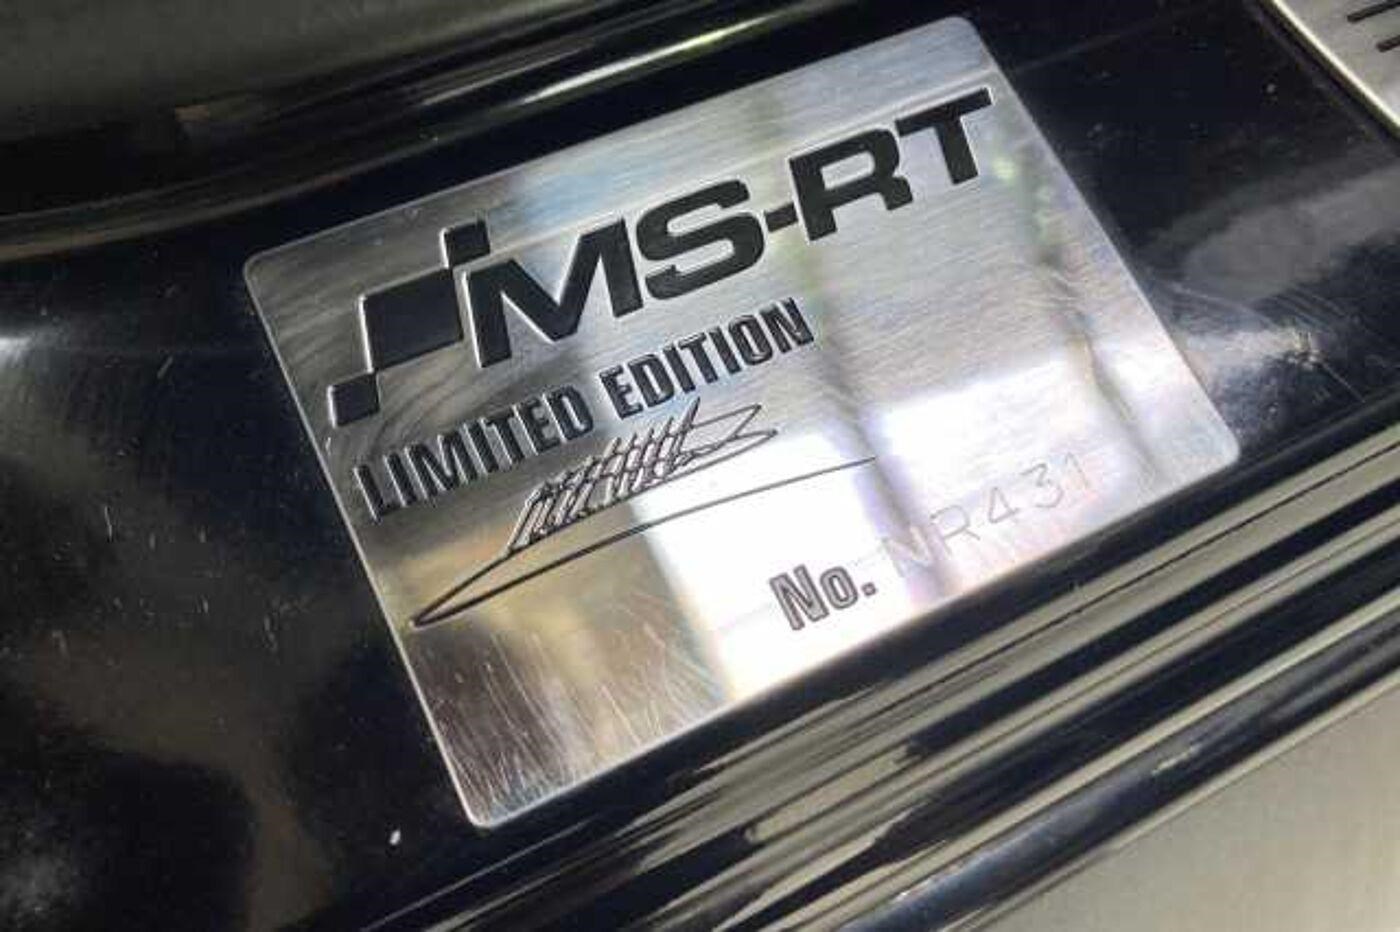 MS-RT
LIMITED EDITION
No. NR431